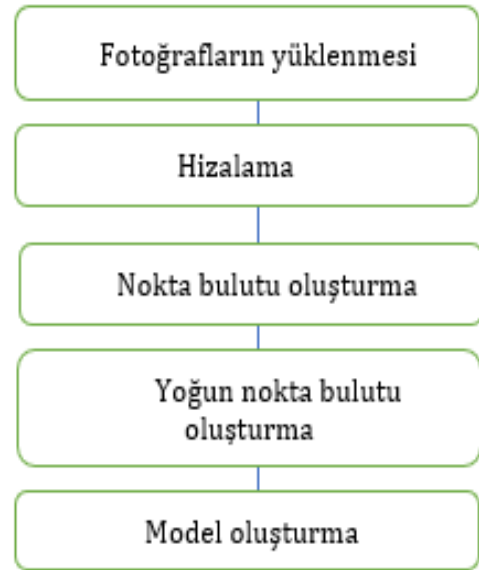 Fotoğrafların yüklenmesi
Hizalama
Nokta bulutu oluşturma
Yoğun nokta bulutu
oluşturma
Model oluşturma